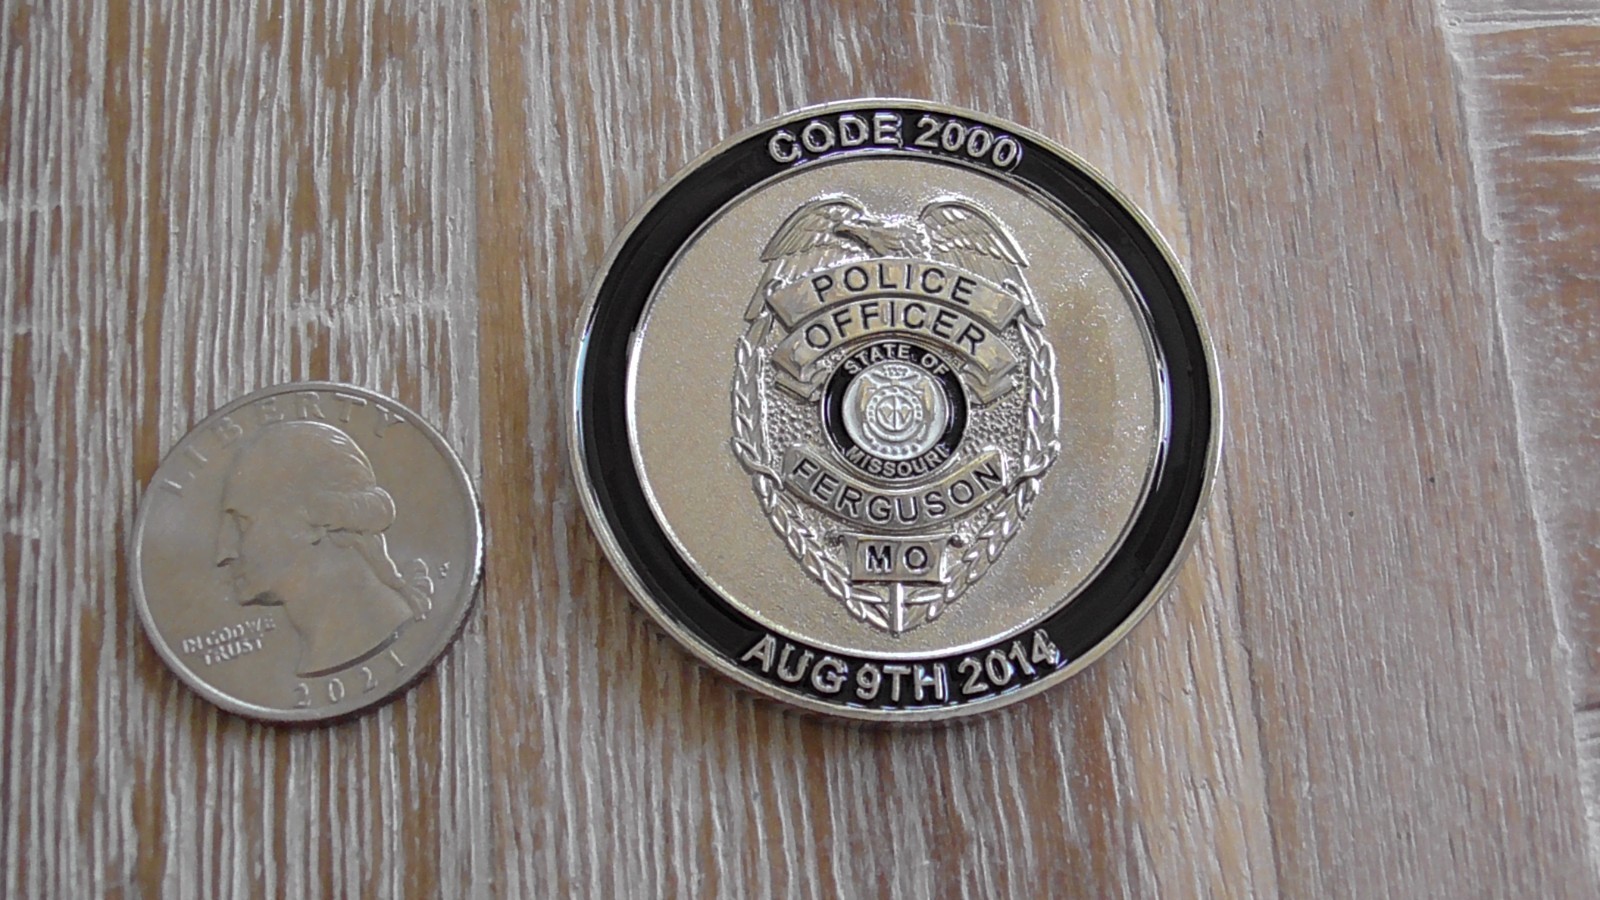 CODE 2000
POLICE
OFFICER
STATE OF
MISSOURI
FERGUSON
MO
AUG 9TH 2014
LIBERTY
IN GOD WE
TRUST
2021